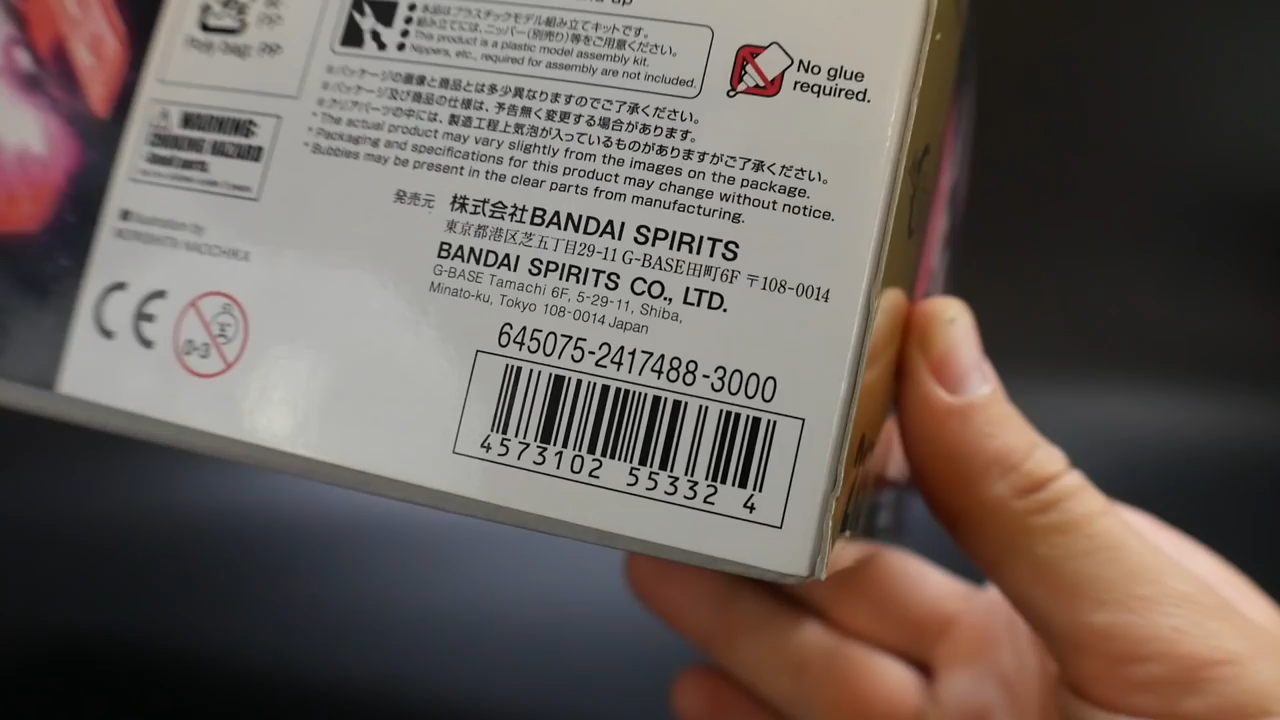 ※本品はプラスチックモデル組み立てキットです。
●組み立てには、ニッパー(別売り)等をご用意ください。
●This product is a plastic model assembly kit.
●Nippers, etc., required for assembly are not included.
No glue
required.
※パッケージの画像と商品とは多少異なりますのでご了承ください。
※パッケージ及び商品の仕様は、予告無く変更する場合があります。
※クリアパーツの中には、製造工程上気泡が入っているものがありますがご了承ください。
* The actual product may vary slightly from the images on the package.
* Packaging and specifications for this product may change without notice.
* Bubbles may be present in the clear parts from manufacturing.
WARNING:
CHOKING HAZARD
Illustration by
発売元 株式会社BANDAI SPIRITS
東京都港区芝五丁目29-11 G-BASE田町6F 〒108-0014
BANDAI SPIRITS CO., LTD.
G-BASE Tamachi 6F, 5-29-11, Shiba,
Minato-ku, Tokyo 108-0014 Japan
CE
0-3
645075-2417488-3000
4573102 55332 4